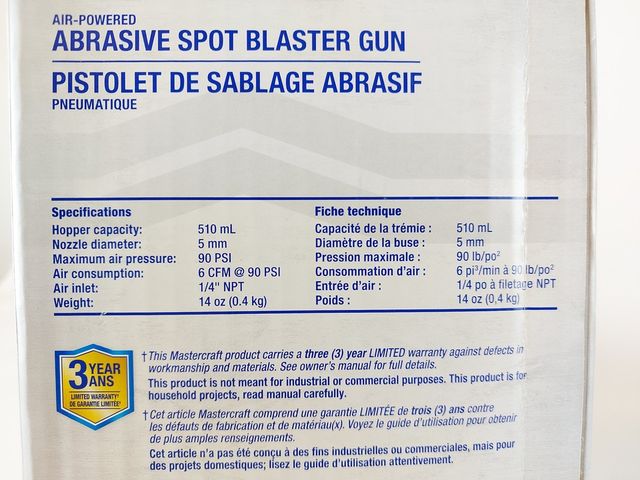 AIR-POWERED
ABRASIVE SPOT BLASTER GUN
PISTOLET DE SABLAGE ABRASIF
PNEUMATIQUE
Specifications
Hopper capacity: 510 mL
Nozzle diameter: 5 mm
Maximum air pressure: 90 PSI
Air consumption: 6 CFM @ 90 PSI
Air inlet: 1/4" NPT
Weight: 14 oz (0.4 kg)
Fiche technique
Capacité de la trémie : 510 mL
Diamètre de la buse : 5 mm
Pression maximale : 90 lb/po²
Consommation d'air : 6 pi³/min à 90 lb/po²
Entrée d'air : 1/4 po à filetage NPT
Poids : 14 oz (0,4 kg)
3 YEAR
ANS
LIMITED WARRANTY†
DE GARANTIE LIMITÉE†
† This Mastercraft product carries a three (3) year LIMITED warranty against defects in
workmanship and materials. See owner's manual for full details.
This product is not meant for industrial or commercial purposes. This product is for
household projects, read manual carefully.
† Cet article Mastercraft comprend une garantie LIMITÉE de trois (3) ans contre
les défauts de fabrication et de matériau(x). Voyez le guide d'utilisation pour obtenir
de plus amples renseignements.
Cet article n'a pas été conçu à des fins industrielles ou commerciales, mais pour
des projets domestiques; lisez le guide d'utilisation attentivement.